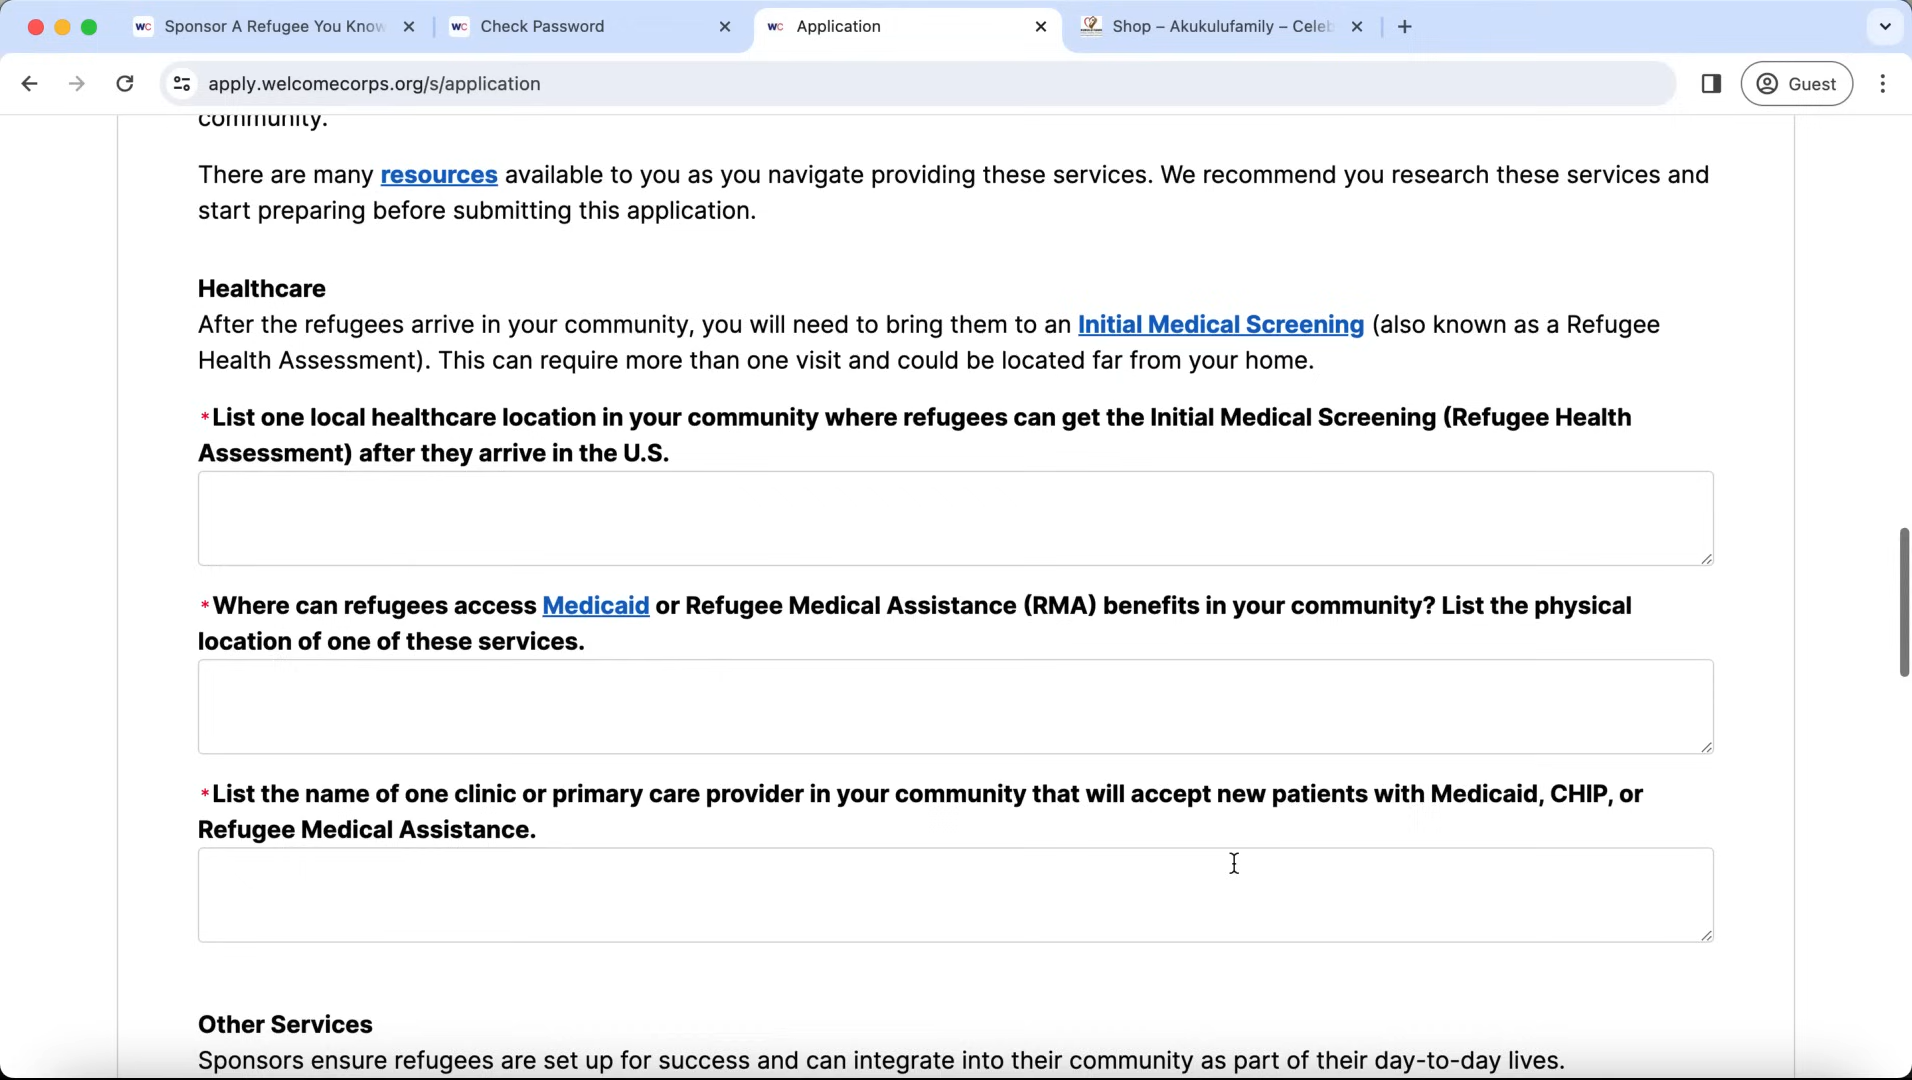 WC Sponsor A Refugee You Know
WC Check Password
WC Application
Shop – Akukulufamily – Celeb
apply.welcomecorps.org/s/application
Guest
community.
There are many resources available to you as you navigate providing these services. We recommend you research these services and
start preparing before submitting this application.
Healthcare
After the refugees arrive in your community, you will need to bring them to an Initial Medical Screening (also known as a Refugee
Health Assessment). This can require more than one visit and could be located far from your home.
*List one local healthcare location in your community where refugees can get the Initial Medical Screening (Refugee Health
Assessment) after they arrive in the U.S.
*Where can refugees access Medicaid or Refugee Medical Assistance (RMA) benefits in your community? List the physical
location of one of these services.
*List the name of one clinic or primary care provider in your community that will accept new patients with Medicaid, CHIP, or
Refugee Medical Assistance.
Other Services
Sponsors ensure refugees are set up for success and can integrate into their community as part of their day-to-day lives.